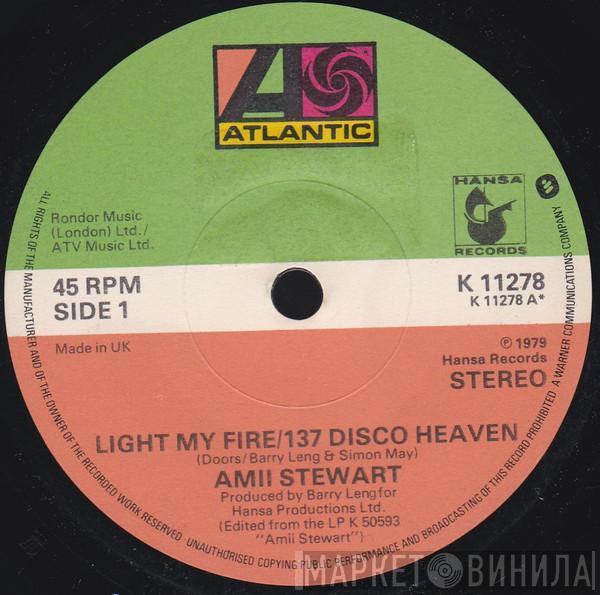 ATLANTIC
HANSA
RECORDS
Rondor Music
(London) Ltd./
ATV Music Ltd.
45 RPM
SIDE 1
K 11278
K 11278 A*
Made in UK
℗ 1979
Hansa Records
STEREO
LIGHT MY FIRE/137 DISCO HEAVEN
(Doors/Barry Leng & Simon May)
AMII STEWART
Produced by Barry Leng for
Hansa Productions Ltd.
(Edited from the LP K 50593
"Amii Stewart")
ALL RIGHTS OF THE MANUFACTURER AND OF THE OWNER OF THE RECORDED WORK RESERVED · UNAUTHORISED COPYING PUBLIC PERFORMANCE AND BROADCASTING OF THIS RECORD PROHIBITED · A WARNER COMMUNICATIONS COMPANY
МАРКЕТ ВИНИЛА